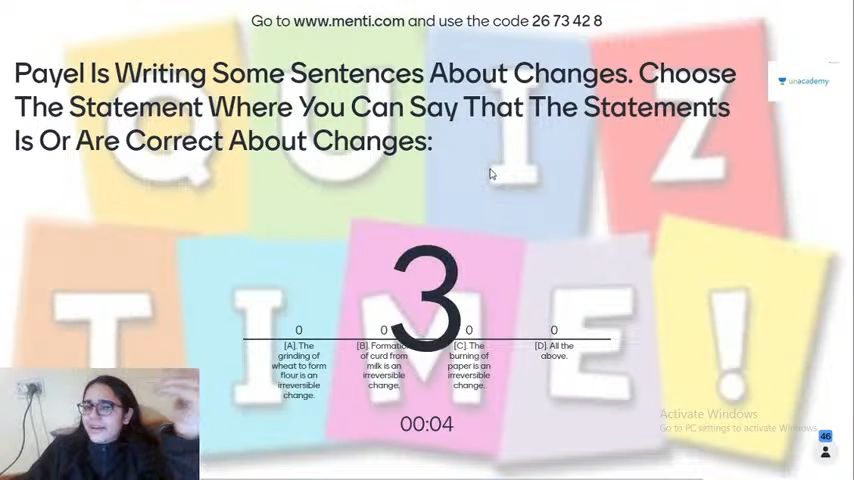 Go to www.menti.com and use the code 26 73 42 8
Payel Is Writing Some Sentences About Changes. Choose
The Statement Where You Can Say That The Statements
Is Or Are Correct About Changes:
unacademy
QUIZ
TIME!
3
0
0
0
0
[A]. The
grinding of
wheat to form
flour is an
irreversible
change.
[B]. Formation
of curd from
milk is an
irreversible
change.
[C]. The
burning of
paper is an
irreversible
change.
[D]. All the
above.
00:04
Activate Windows
Go to PC settings to activate Windows.
46